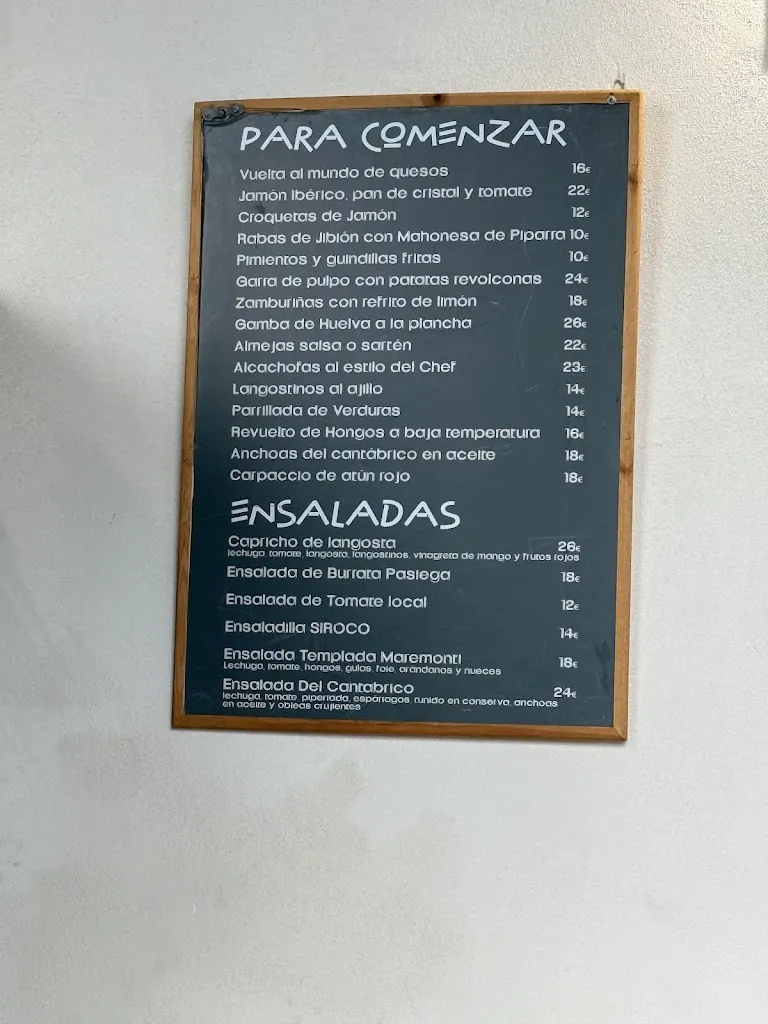 PARA COMENZAR
Vuelta al mundo de quesos 16€
Jamón Ibérico, pan de cristal y tomate 22€
Croquetas de Jamón 12€
Rabas de Jibión con Mahonesa de Piparra 10€
Pimientos y guindillas fritas 10€
Garra de pulpo con patatas revolconas 24€
Zamburiñas con refrito de limón 18€
Gamba de Huelva a la plancha 26€
Almejas salsa o sartén 22€
Alcachofas al estilo del Chef 23€
Langostinos al ajillo 14€
Parrillada de Verduras 14€
Revuelto de Hongos a baja temperatura 16€
Anchoas del cantábrico en aceite 18€
Carpaccio de atún rojo 18€
ENSALADAS
Capricho de langosta 26€
lechuga, tomate, langosta, langostinos, vinagreta de mango y frutos rojos
Ensalada de Burrata Pasiega 18€
Ensalada de Tomate local 12€
Ensaladilla SIROCO 14€
Ensalada Templada Maremonti 18€
Lechuga, tomate, hongos, gulas, foie, arandanos y nueces
Ensalada Del Cantabrico 24€
lechuga, tomate, piperrada, espárragos, tunido en conserva, anchoas
en aceite y obleas crujientes